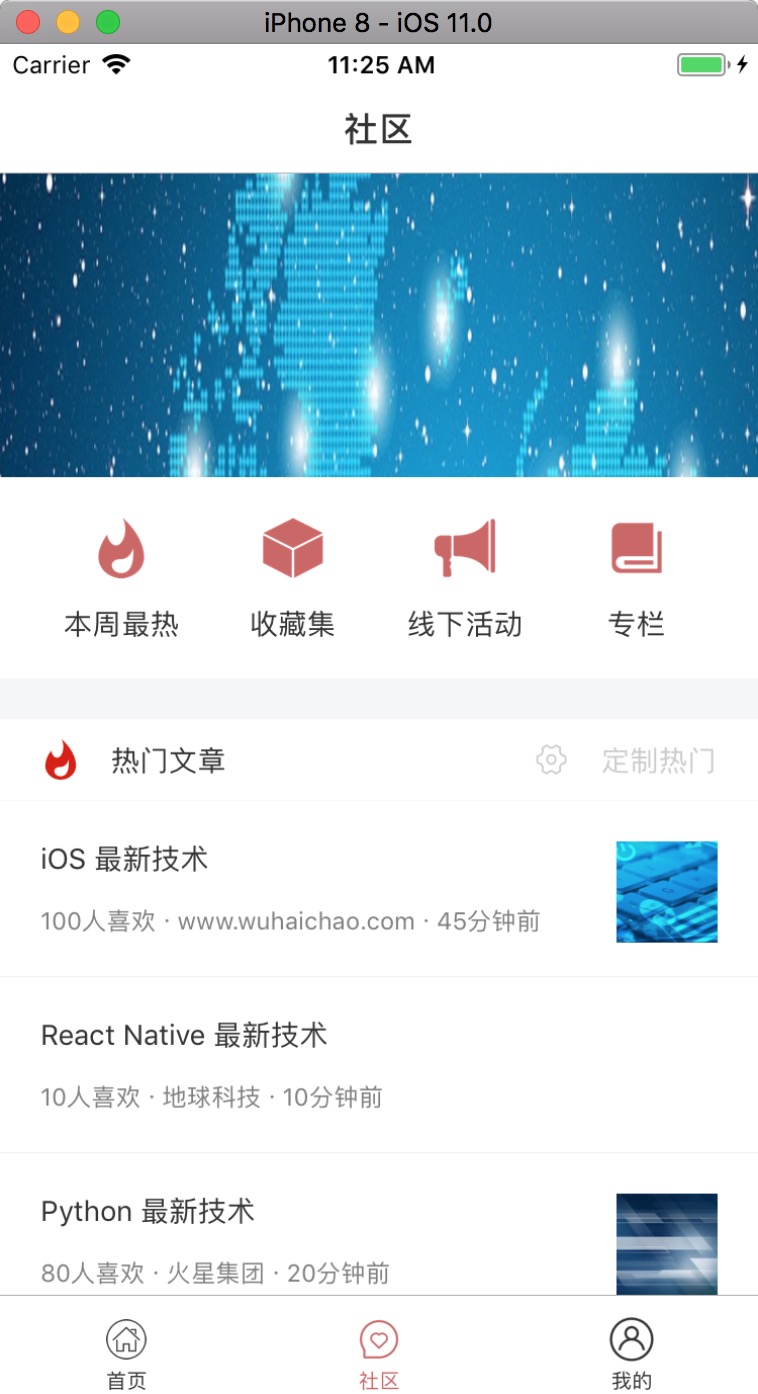 iPhone 8 - iOS 11.0
Carrier 11:25 AM
社区
本周最热 收藏集 线下活动 专栏
热门文章 定制热门
iOS 最新技术
100人喜欢 · www.wuhaichao.com · 45分钟前
React Native 最新技术
10人喜欢 · 地球科技 · 10分钟前
Python 最新技术
80人喜欢 · 火星集团 · 20分钟前
首页 社区 我的